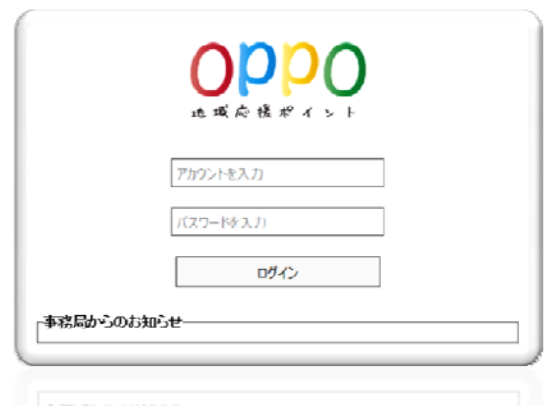 OPPO
地域応援ポイント
アカウントを入力
パスワードを入力
ログイン
事務局からのお知らせ